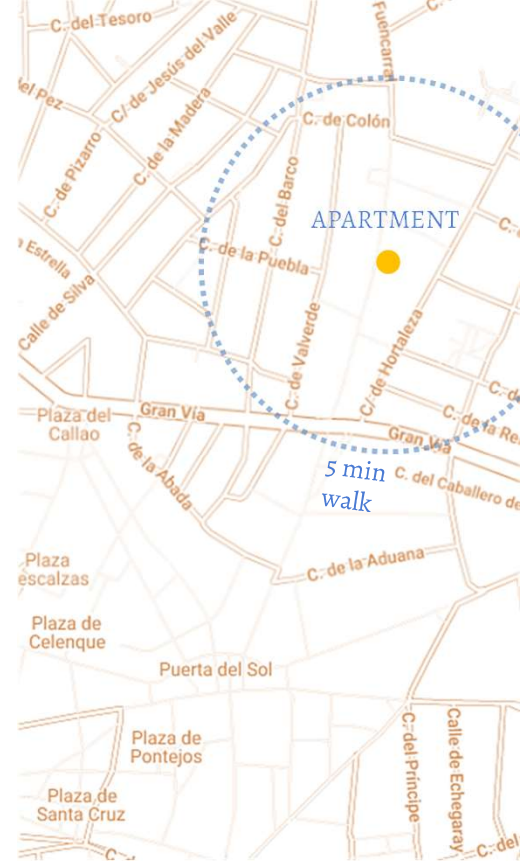 C. del Tesoro
Fuencarral
C/ de Jesús del Valle
del Pez
C. de la Madera
C. de Colón
C. de Pizarro
C. del Barco
APARTMENT
C. de la Puebla
Estrella
Calle de Silva
C. de Valverde
C/ de Hortaleza
Plaza del
Callao
Gran Vía
Gran Vía
C. de la Abada
5 min
walk
C. del Caballero de
C. de la Aduana
Plaza
escalzas
Plaza de
Celenque
Puerta del Sol
Plaza de
Pontejos
C. del Príncipe
Calle de Echegaray
Plaza de
Santa Cruz
C. del